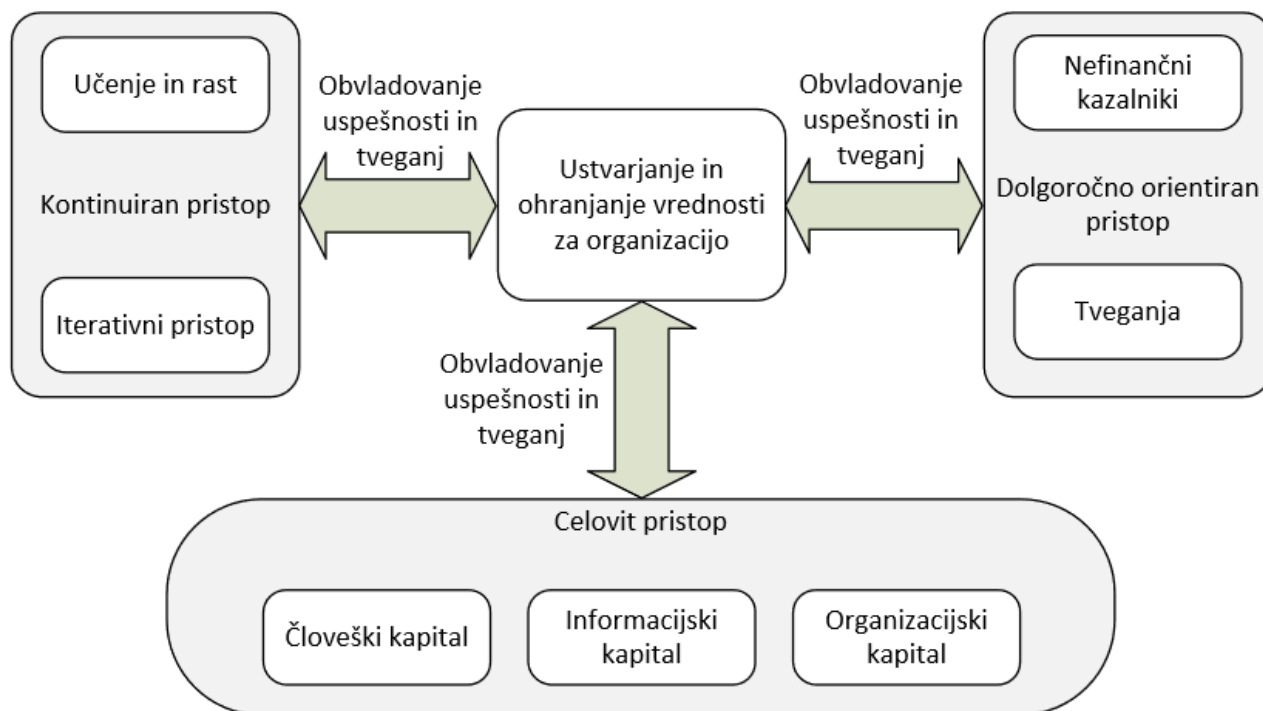 Učenje in rast
Kontinuiran pristop
Iterativni pristop
Obvladovanje
uspešnosti in
tveganj
Ustvarjanje in
ohranjanje vrednosti
za organizacijo
Obvladovanje
uspešnosti in
tveganj
Nefinančni
kazalniki
Dolgoročno orientiran
pristop
Tveganja
Obvladovanje
uspešnosti in
tveganj
Celovit pristop
Človeški kapital
Informacijski
kapital
Organizacijski
kapital